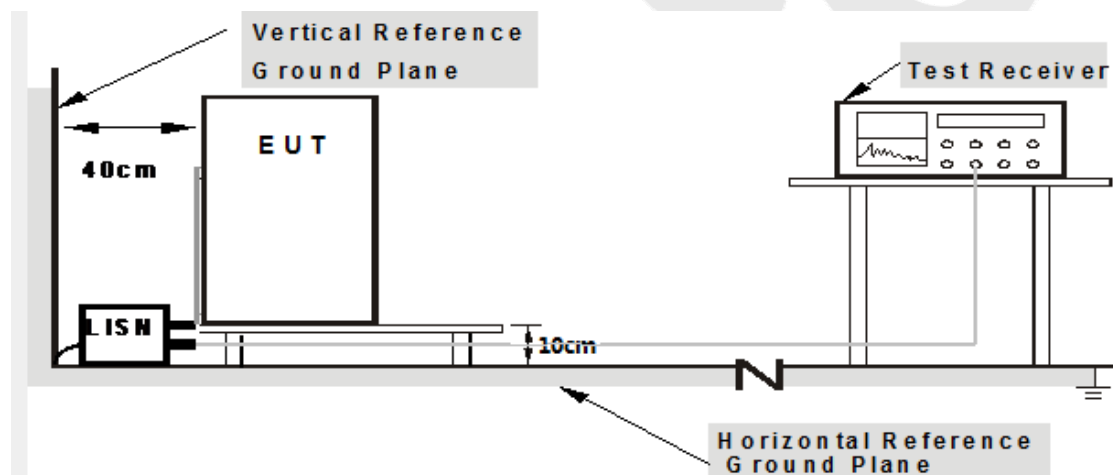 Vertical Reference
Ground Plane
Test Receiver
EUT
40cm
LISN
10cm
Horizontal Reference
Ground Plane